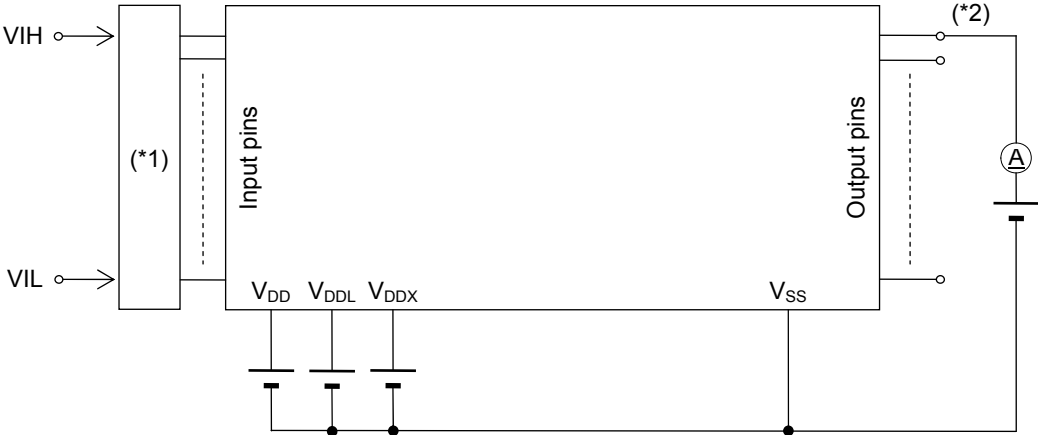 (*2)
VIH
(*1)
Input pins
Output pins
A
VIL
VDD VDDL VDDX VSS